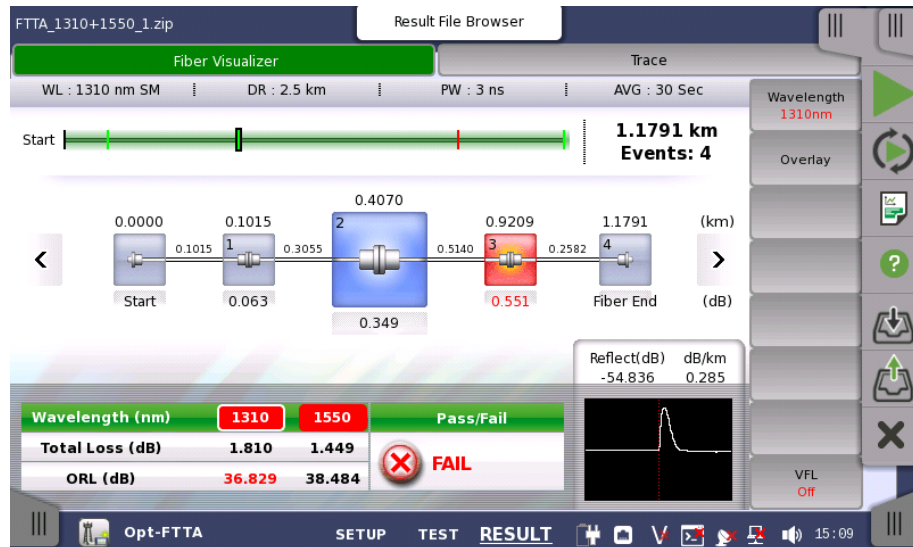 FTTA_1310+1550_1.zip
Result File Browser
Fiber Visualizer
Trace
WL : 1310 nm SM
DR : 2.5 km
PW : 3 ns
AVG : 30 Sec
Wavelength
1310nm
Start
1.1791 km
Events: 4
Overlay
0.4070
0.0000
0.1015
2
0.9209
1.1791
(km)
0.1015
1
0.3055
0.5140
3
0.2582
4
Start
0.063
0.551
Fiber End
(dB)
0.349
Reflect(dB)
dB/km
-54.836
0.285
Wavelength (nm)
1310
1550
Pass/Fail
Total Loss (dB)
1.810
1.449
FAIL
ORL (dB)
36.829
38.484
VFL
Off
Opt-FTTA
SETUP
TEST
RESULT
15:09